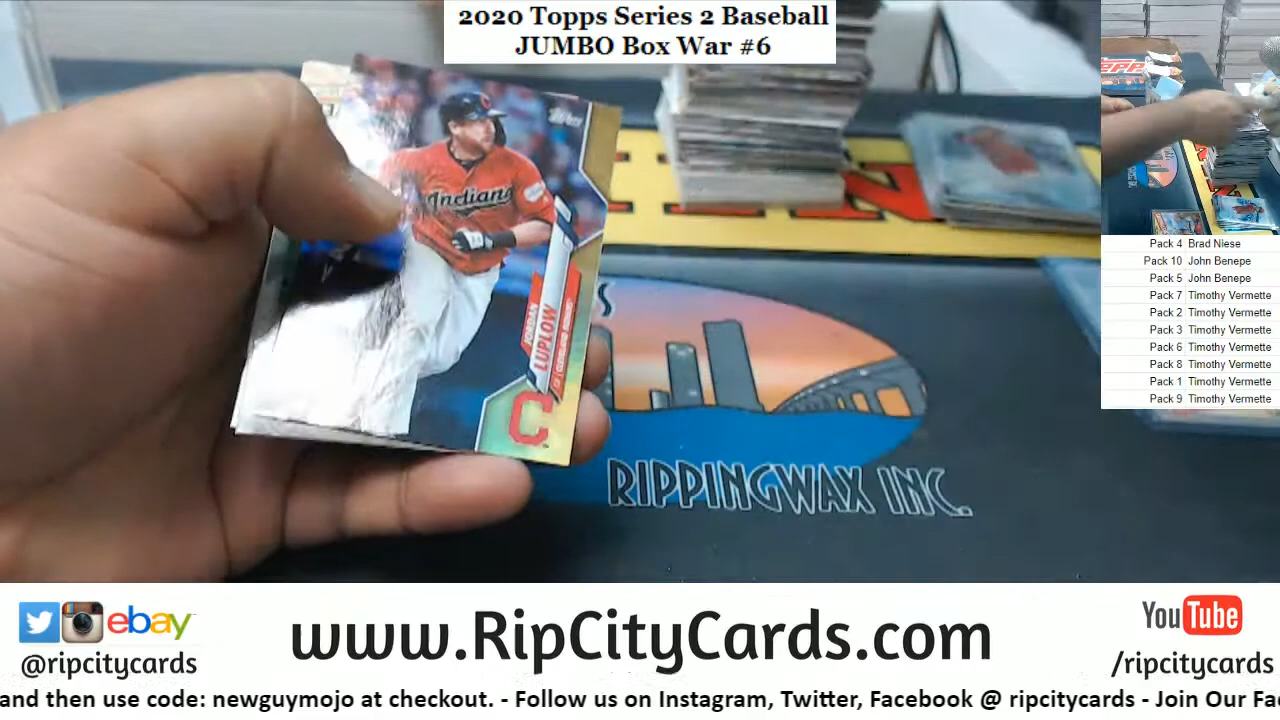 2020 Topps Series 2 Baseball
JUMBO Box War #6
Topps
Indians
JORDAN
LUPLOW
C
RIPPINGWAX INC.
Pack 4 Brad Niese
Pack 10 John Benepe
Pack 5 John Benepe
Pack 7 Timothy Vermette
Pack 2 Timothy Vermette
Pack 3 Timothy Vermette
Pack 6 Timothy Vermette
Pack 8 Timothy Vermette
Pack 1 Timothy Vermette
Pack 9 Timothy Vermette
ebay
@ripcitycards
www.RipCityCards.com
YouTube
/ripcitycards
and then use code: newguymojo at checkout. - Follow us on Instagram, Twitter, Facebook @ ripcitycards - Join Our Fa